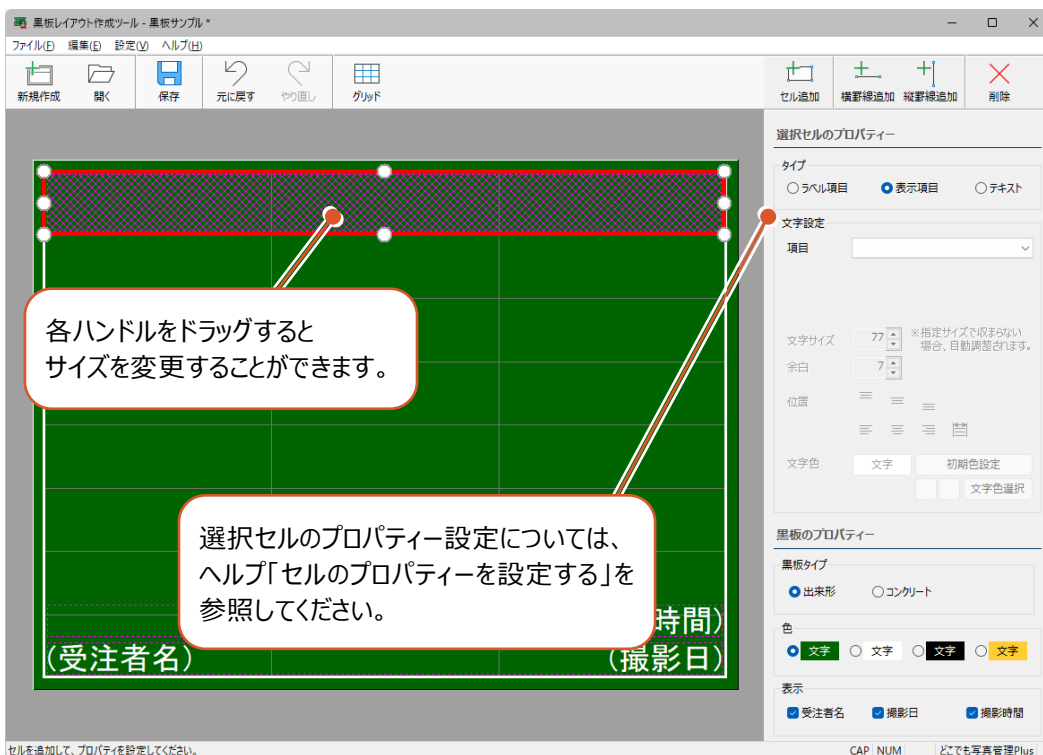 黒板レイアウト作成ツール - 黒板サンプル *
ファイル(F) 編集(E) 設定(V) ヘルプ(H)
新規作成 開く 保存 元に戻す やり直し グリッド セル追加 横罫線追加 縦罫線追加 削除
選択セルのプロパティー
タイプ
ラベル項目 表示項目 テキスト
文字設定
項目
各ハンドルをドラッグすると
サイズを変更することができます。
文字サイズ 77 ※指定サイズで収まらない
場合、自動調整されます。
余白 7
位置
文字色 文字 初期色設定
文字色選択
選択セルのプロパティー設定については、
ヘルプ「セルのプロパティーを設定する」を
参照してください。
黒板のプロパティー
黒板タイプ
出来形 コンクリート
時間)
(受注者名) (撮影日)
色
文字 文字 文字 文字
表示
受注者名 撮影日 撮影時間
セルを追加して、プロパティを設定してください。 CAP NUM どこでも写真管理Plus